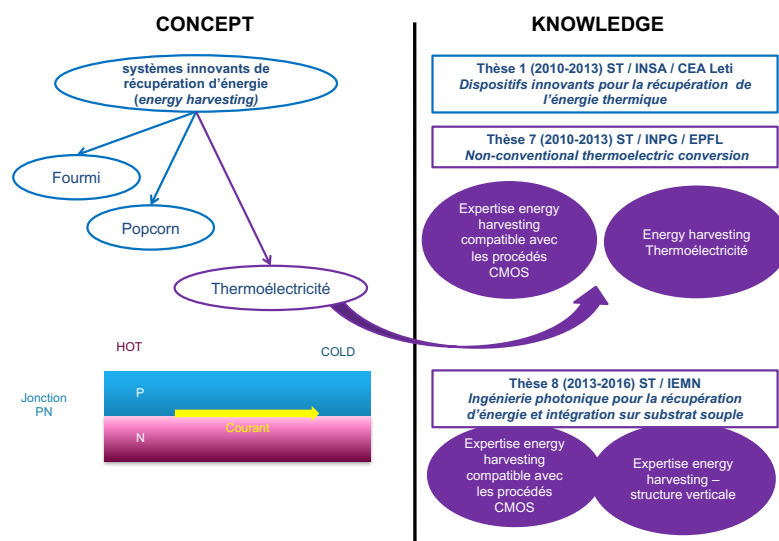 CONCEPT
systèmes innovants de
récupération d'énergie
(energy harvesting)
Fourmi
Popcorn
Thermoélectricité
HOT
COLD
Jonction
PN
P
N
Courant
KNOWLEDGE
Thèse 1 (2010-2013) ST / INSA / CEA Leti
Dispositifs innovants pour la récupération de
l'énergie thermique
Thèse 7 (2010-2013) ST / INPG / EPFL
Non-conventional thermoelectric conversion
Expertise energy
harvesting
compatible avec
les procédés
CMOS
Energy harvesting
Thermoélectricité
Thèse 8 (2013-2016) ST / IEMN
Ingénierie photonique pour la récupération
d'énergie et intégration sur substrat souple
Expertise energy
harvesting
compatible avec
les procédés
CMOS
Expertise energy
harvesting –
structure verticale